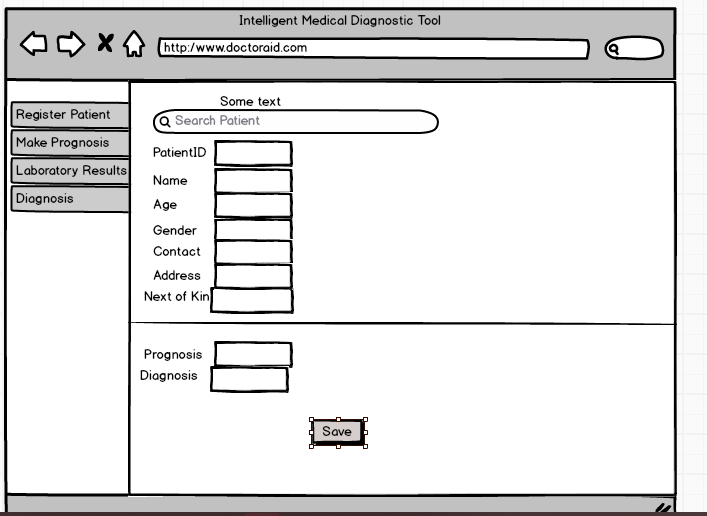 Intelligent Medical Diagnostic Tool
http:/www.doctoraid.com
Register Patient
Make Prognosis
Laboratory Results
Diagnosis
Some text
Search Patient
PatientID
Name
Age
Gender
Contact
Address
Next of Kin
Prognosis
Diagnosis
Save